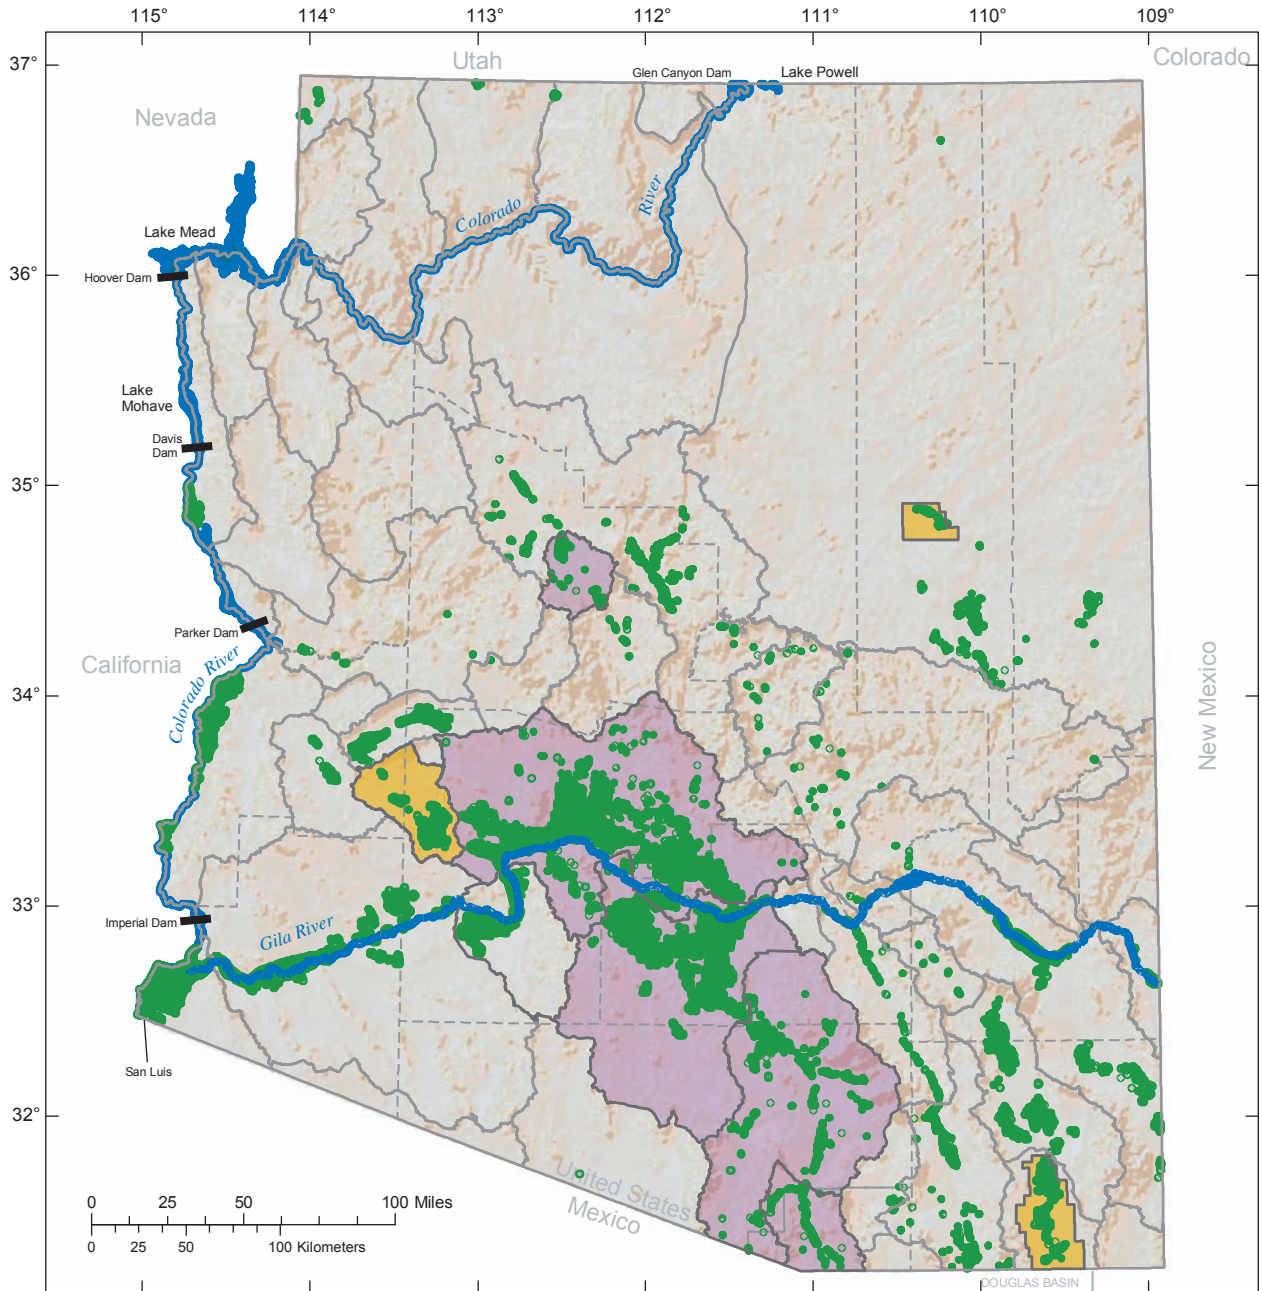 115°
114°
113°
112°
111°
110°
109°
37°
Utah
Colorado
Glen Canyon Dam
Lake Powell
Nevada
River
Colorado
Lake Mead
36°
Hoover Dam
Lake
Mohave
Davis
Dam
35°
Parker Dam
California
Colorado River
34°
New Mexico
33°
Imperial Dam
Gila River
San Luis
32°
United States
Mexico
0 25 50 100 Miles
0 25 50 100 Kilometers
DOUGLAS BASIN